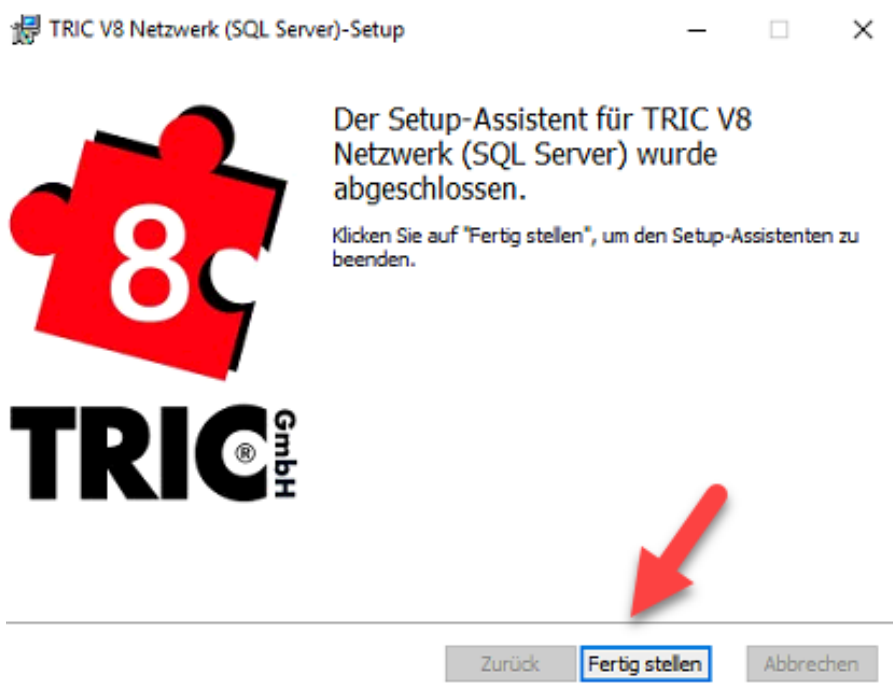 TRIC V8 Netzwerk (SQL Server)-Setup
8
TRIC® GmbH
Der Setup-Assistent für TRIC V8
Netzwerk (SQL Server) wurde
abgeschlossen.
Klicken Sie auf "Fertig stellen", um den Setup-Assistenten zu
beenden.
Zurück Fertig stellen Abbrechen